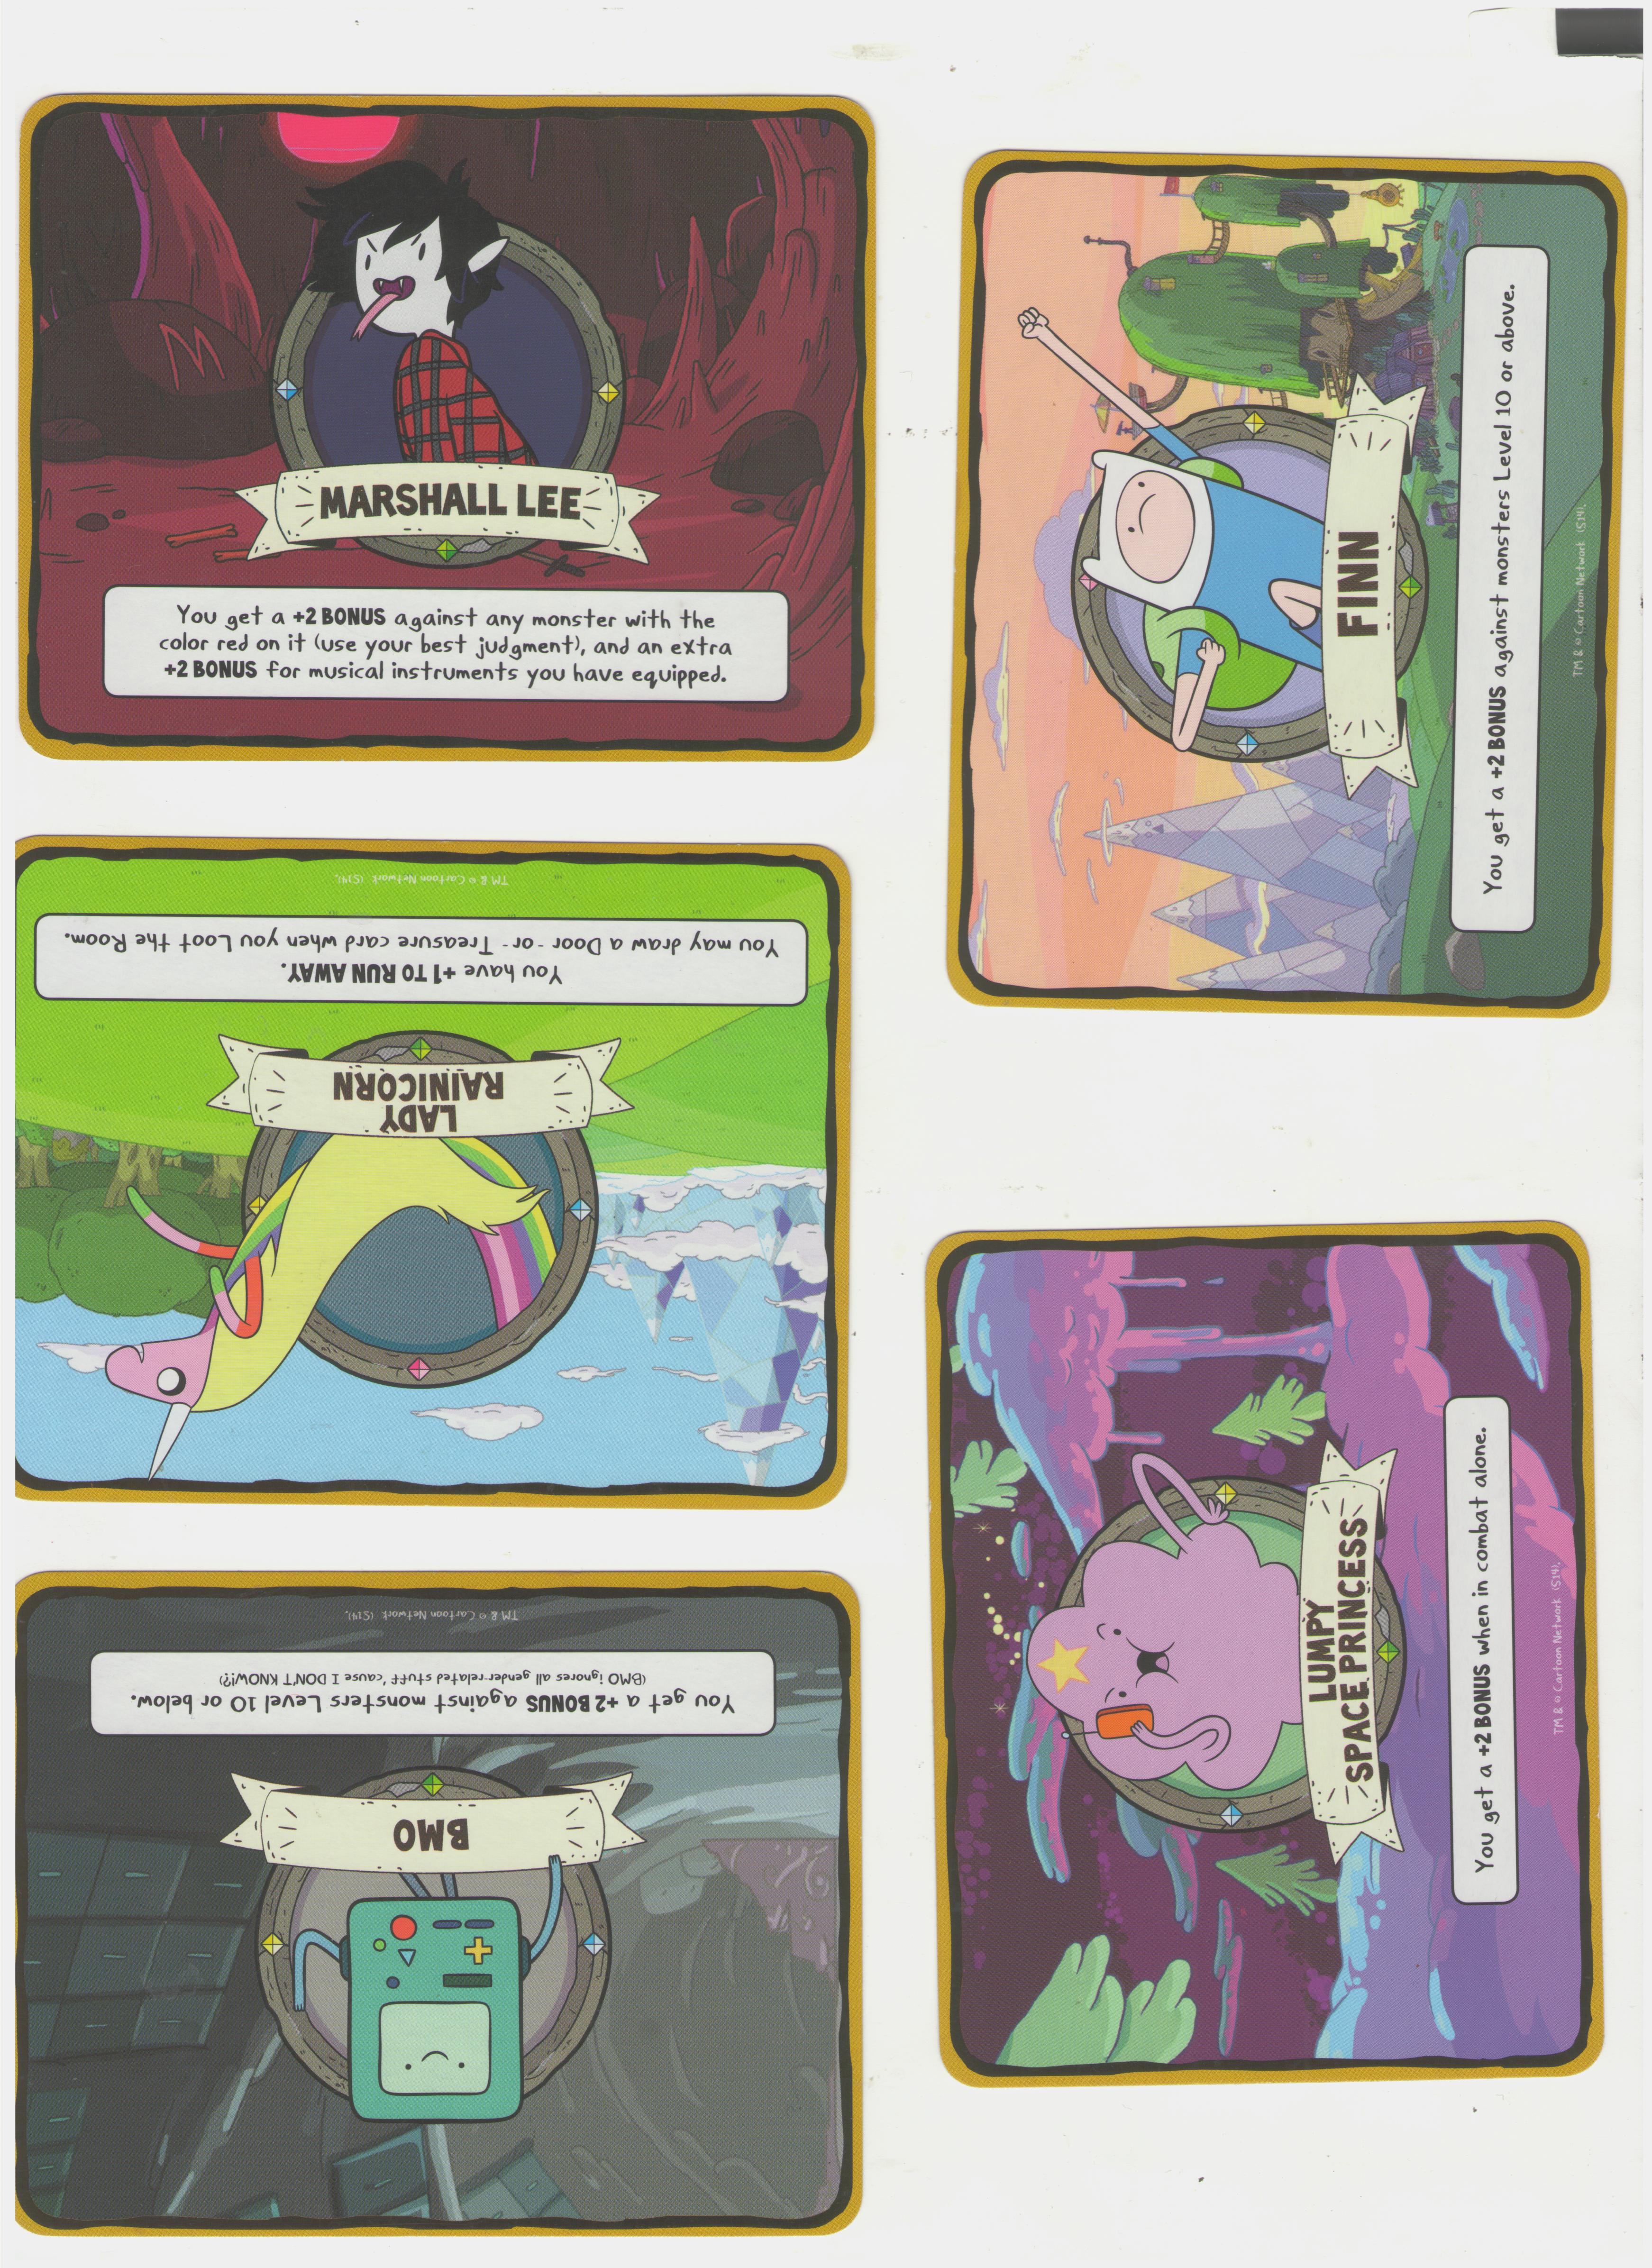 M
MARSHALL LEE
You get a +2 BONUS against any monster with the
color red on it (use your best judgment), and an extra
+2 BONUS for musical instruments you have equipped.
LADY
RAINICORN
You have +1 TO RUN AWAY.
You may draw a Door -or- Treasure card when you Loot the Room.
TM & © Cartoon Network (S14).
BMO
You get a +2 BONUS against monsters Level 10 or below.
(BMO ignores all gender-related stuff, 'cause I DON'T KNOW!?)
TM & © Cartoon Network (S14).
FINN
You get a +2 BONUS against monsters Level 10 or above.
TM & © Cartoon Network (S14).
LUMPY
SPACE PRINCESS
You get a +2 BONUS when in combat alone.
TM & © Cartoon Network (S14).